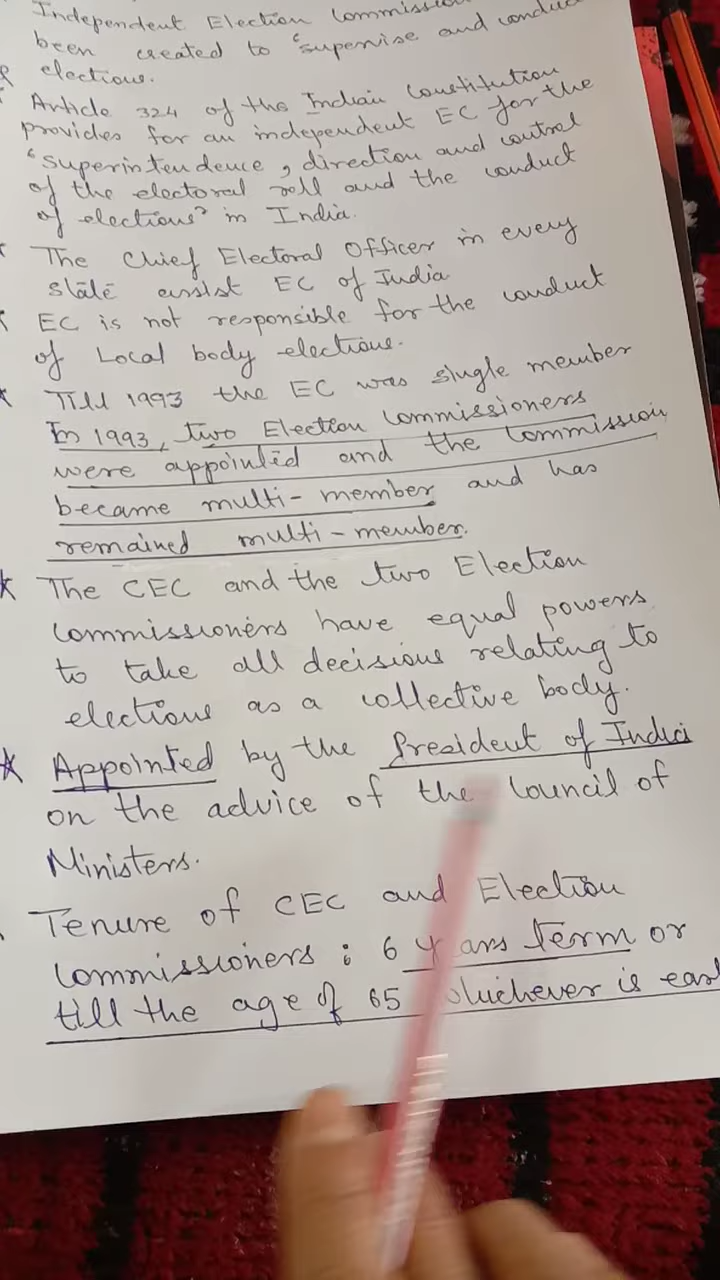 Independent Election Commission
been created to "supervise and conduct
elections.
Article 324 of the Indian Constitution
provides for an independent EC for the
"superintendence, direction and control
of the electoral roll and the conduct
of elections" in India.
The Chief Electoral Officer in every
State assist EC of India
EC is not responsible for the conduct
of Local body elections.
Till 1993 the EC was single member
In 1993, two Election Commissioners
were appointed and the Commission
became multi-member and has
remained multi-member.
The CEC and the two Election
Commissioners have equal powers
to take all decisions relating to
elections as a collective body.
Appointed by the President of India
on the advice of the Council of
Ministers.
Tenure of CEC and Election
Commissioners : 6 years term or
till the age of 65 whichever is